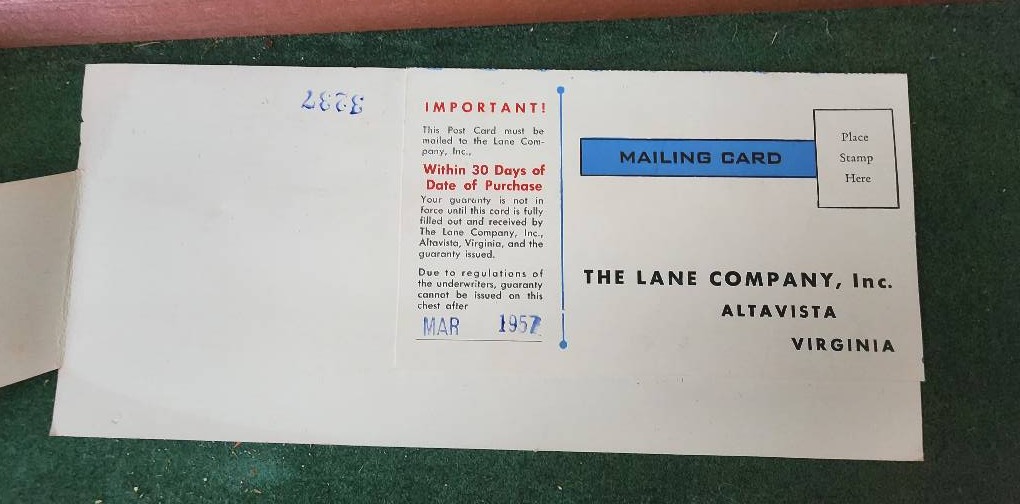 3237
IMPORTANT!
This Post Card must be
mailed to the Lane Com-
pany, Inc.,
Within 30 Days of
Date of Purchase
Your guaranty is not in
force until this card is fully
filled out and received by
The Lane Company, Inc.,
Altavista, Virginia, and the
guaranty issued.
Due to regulations of
the underwriters, guaranty
cannot be issued on this
chest after
MAR 1957
MAILING CARD
Place
Stamp
Here
THE LANE COMPANY, Inc.
ALTAVISTA
VIRGINIA